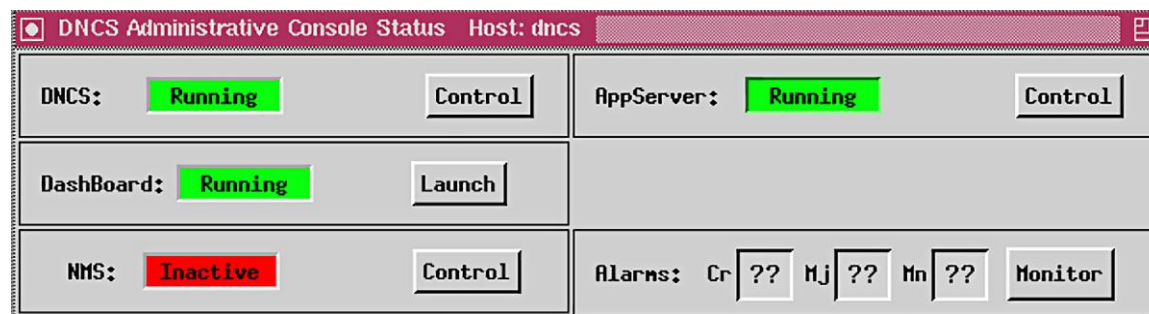 DNCS Administrative Console Status Host: dncs
DNCS: Running Control AppServer: Running Control
DashBoard: Running Launch
NMS: Inactive Control Alarms: Cr ?? Mj ?? Mn ?? Monitor